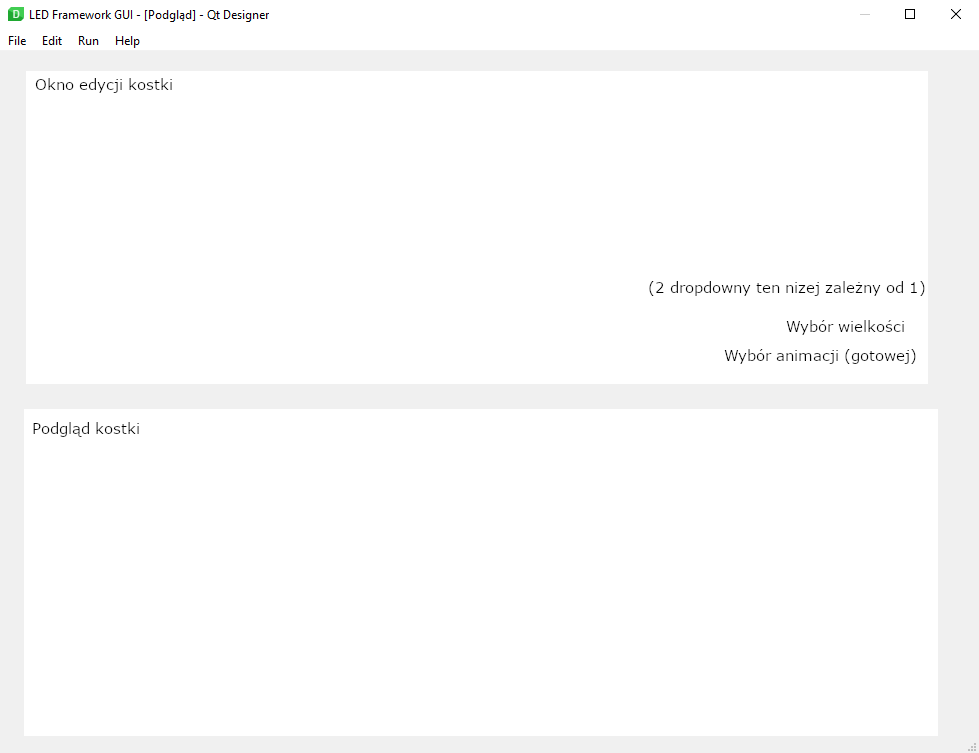 LED Framework GUI - [Podgląd] - Qt Designer
File Edit Run Help
Okno edycji kostki
(2 dropdowny ten nizej zależny od 1)
Wybór wielkości
Wybór animacji (gotowej)
Podgląd kostki